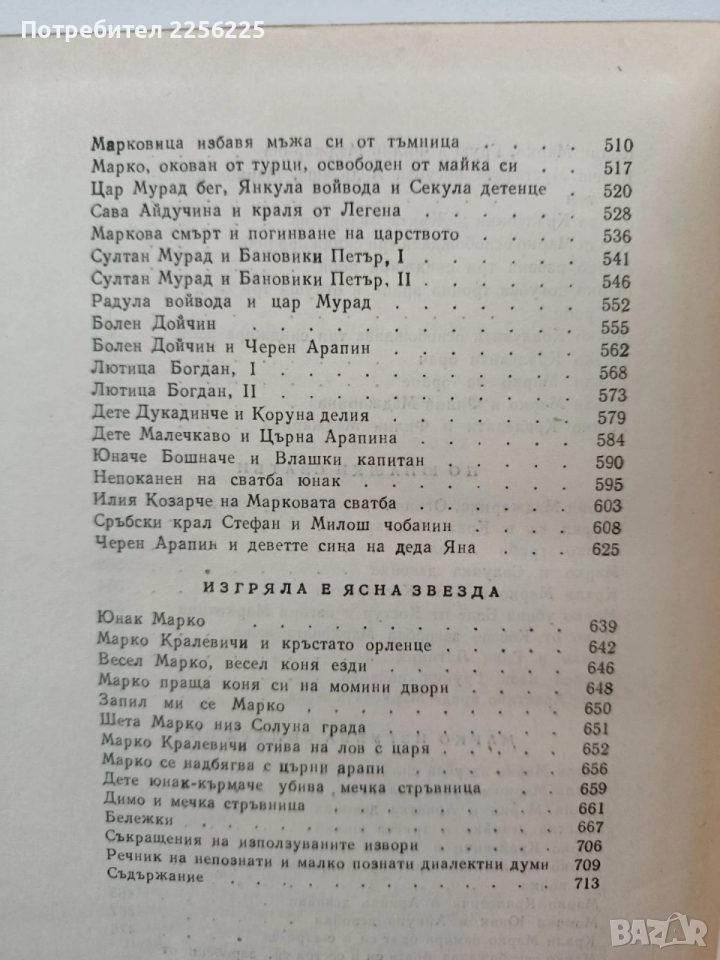 Потребител 2256225
Марковица избавя мъжа си от тъмница . . . . 510
Марко, окован от турци, освободен от майка си . . 517
Цар Мурад бег, Янкула войвода и Секула детенце . 520
Сава Айдучина и краля от Легена . . . . . . 528
Маркова смърт и погинване на царството . . . . 536
Султан Мурад и Бановики Петър, I . . . . . . 541
Султан Мурад и Бановики Петър, II . . . . . 546
Радула войвода и цар Мурад . . . . . . . 552
Болен Дойчин . . . . . . . . . . 555
Болен Дойчин и Черен Арапин . . . . . . . 562
Лютица Богдан, I . . . . . . . . . 568
Лютица Богдан, II . . . . . . . . . 573
Дете Дукадинче и Коруна делия . . . . . . 579
Дете Малечкаво и Църна Арапина . . . . . . 584
Юначе Бошначе и Влашки капитан . . . . . 590
Непоканен на сватба юнак . . . . . . . 595
Илия Козарче на Марковата сватба . . . . . 603
Сръбски крал Стефан и Милош чобанин . . . . 608
Черен Арапин и деветте сина на деда Яна . . . 625
ИЗГРЯЛА Е ЯСНА ЗВЕЗДА
Юнак Марко . . . . . . . . . . 639
Марко Кралевичи и кръстато орленце . . . . . 642
Весел Марко, весел коня езди . . . . . . 646
Марко праща коня си на момини двори . . . . 648
Запил ми се Марко . . . . . . . . 650
Шета Марко низ Солуна града . . . . . . 651
Марко Кралевичи отива на лов с царя . . . . 652
Марко се надбягва с църни арапи . . . . . 656
Дете юнак-кърмаче убива мечка стръвница . . . 659
Димо и мечка стръвница . . . . . . . 661
Бележки . . . . . . . . . . . 667
Съкращения на използуваните извори . . . . . 706
Речник на непознати и малко познати диалектни думи 709
Съдържание . . . . . . . . . . 713
BAZAR